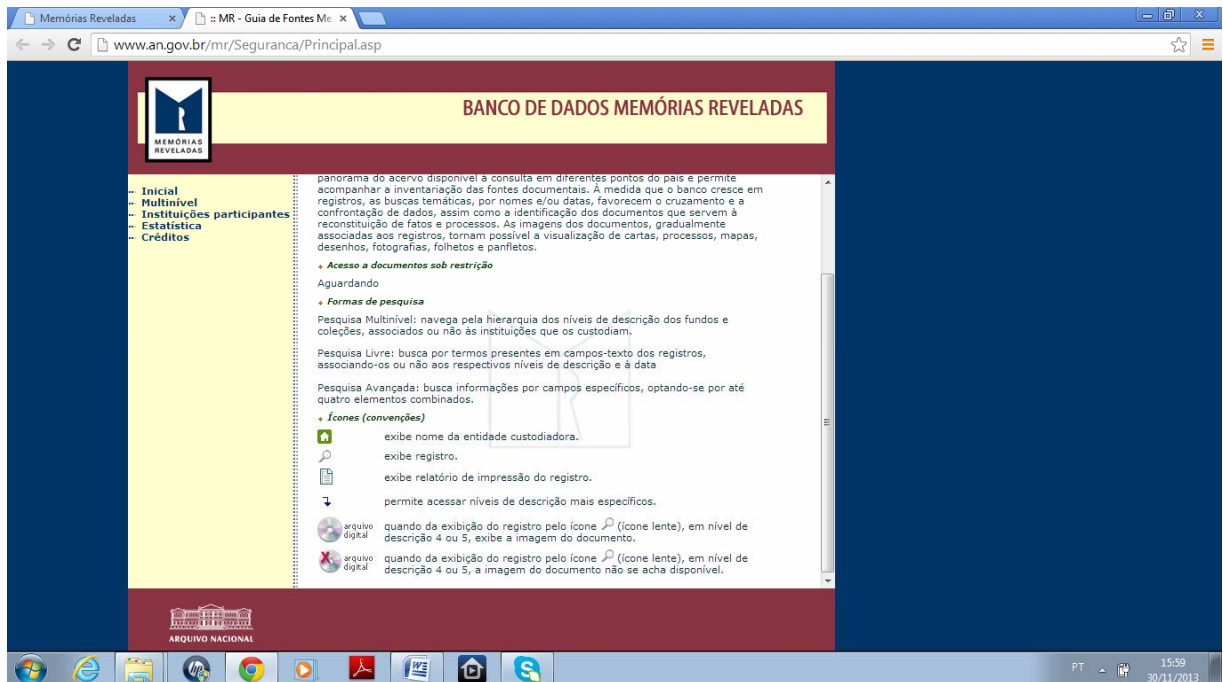 Memórias Reveladas
:: MR - Guia de Fontes Me
www.an.gov.br/mr/Seguranca/Principal.asp
MEMÓRIAS
REVELADAS
BANCO DE DADOS MEMÓRIAS REVELADAS
Inicial
Multinível
Instituições participantes
Estatística
Créditos
panorama do acervo disponível à consulta em diferentes pontos do país e permite
acompanhar a inventariação das fontes documentais. À medida que o banco cresce em
registros, as buscas temáticas, por nomes e/ou datas, favorecem o cruzamento e a
confrontação de dados, assim como a identificação dos documentos que servem à
reconstituição de fatos e processos. As imagens dos documentos, gradualmente
associadas aos registros, tornam possível a visualização de cartas, processos, mapas,
desenhos, fotografias, folhetos e panfletos.
Acesso a documentos sob restrição
Aguardando
Formas de pesquisa
Pesquisa Multinível: navega pela hierarquia dos níveis de descrição dos fundos e
coleções, associados ou não às instituições que os custodiam.
Pesquisa Livre: busca por termos presentes em campos-texto dos registros,
associando-os ou não aos respectivos níveis de descrição e à data
Pesquisa Avançada: busca informações por campos específicos, optando-se por até
quatro elementos combinados.
Ícones (convenções)
exibe nome da entidade custodiadora.
exibe registro.
exibe relatório de impressão do registro.
permite acessar níveis de descrição mais específicos.
arquivo
digital
quando da exibição do registro pelo ícone (ícone lente), em nível de
descrição 4 ou 5, exibe a imagem do documento.
arquivo
digital
quando da exibição do registro pelo ícone (ícone lente), em nível de
descrição 4 ou 5, a imagem do documento não se acha disponível.
ARQUIVO NACIONAL
PT
15:59
30/11/2013